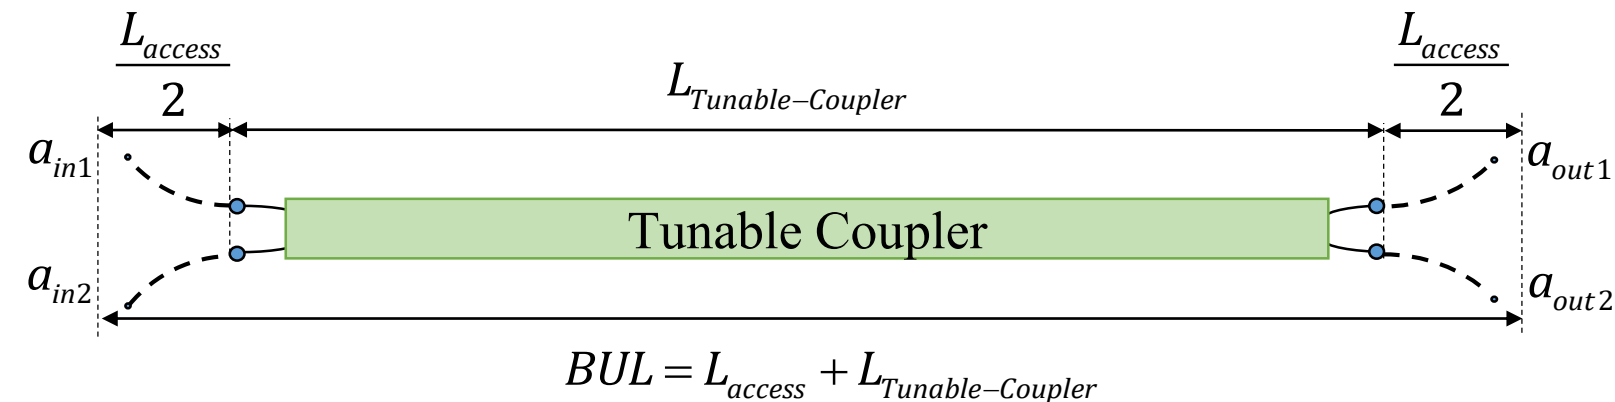 L_access/2
L_access/2
L_Tunable−Coupler
a_in1
a_out1
Tunable Coupler
a_in2
a_out2
BUL = L_access + L_Tunable−Coupler